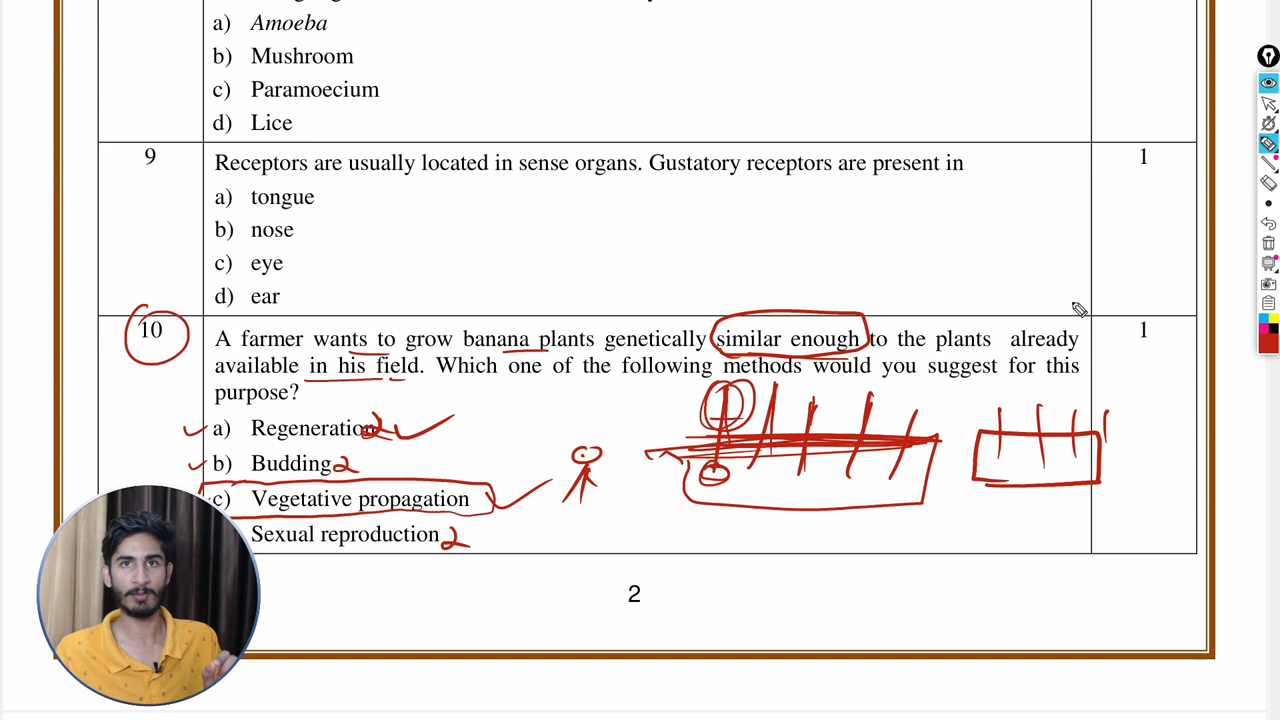 a) Amoeba
b) Mushroom
c) Paramoecium
d) Lice
9 Receptors are usually located in sense organs. Gustatory receptors are present in 1
a) tongue
b) nose
c) eye
d) ear
10 A farmer wants to grow banana plants genetically similar enough to the plants already 1
available in his field. Which one of the following methods would you suggest for this
purpose?
a) Regeneration
b) Budding
c) Vegetative propagation
Sexual reproduction
2